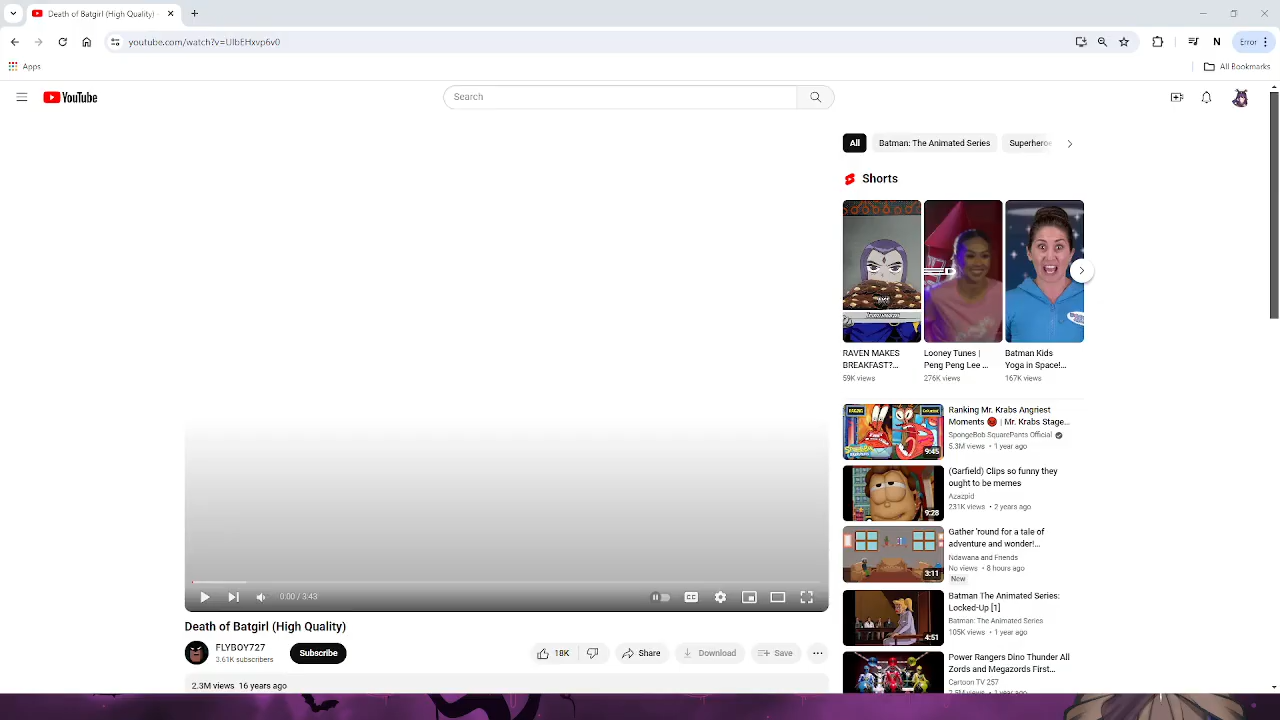 Death of Batgirl (High Quality) -
youtube.com/watch?v=UIbEHxvp6v0
N
Error
Apps
All Bookmarks
YouTube
Search
All
Batman: The Animated Series
Superheroe
Shorts
RAVEN MAKES
BREAKFAST?...
59K views
Looney Tunes |
Peng Peng Lee ...
276K views
Batman Kids
Yoga in Space!...
167K views
Ranking Mr. Krabs Angriest
Moments 😡 | Mr. Krabs Stage...
SpongeBob SquarePants Official
5.3M views • 1 year ago
9:45
(Garfield) Clips so funny they
ought to be memes
Azazpid
231K views • 2 years ago
9:28
Gather 'round for a tale of
adventure and wonder!...
Ndawana and Friends
No views • 8 hours ago
New
3:11
Batman The Animated Series:
Locked-Up [1]
Batman: The Animated Series
105K views • 1 year ago
4:51
Power Rangers Dino Thunder All
Zords and Megazords First...
Cartoon TV 257
0:00 / 3:43
CC
Death of Batgirl (High Quality)
FLYBOY727
3.61K subscribers
Subscribe
18K
Share
Download
Save
2.3M views 16 years ago